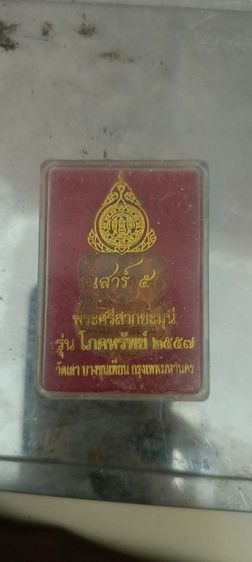 เสาร์ ๕
พระศรีสากยะมุนี
รุ่น โภคทรัพย์ ๒๕๕๗
วัดเลา บางขุนเทียน กรุงเทพมหานคร